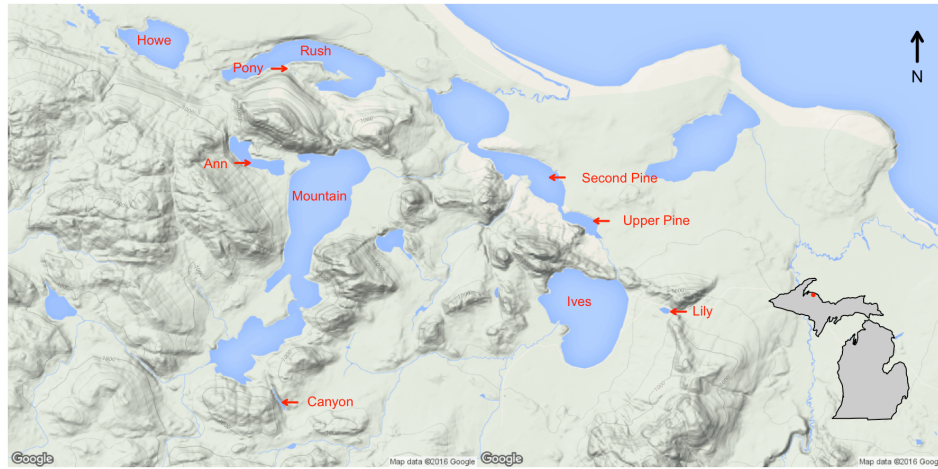 Howe
Rush
Pony
N
Ann
Second Pine
Mountain
Upper Pine
Ives
Lily
Canyon
Google
Map data ©2016 Google
Google
Map data ©2016 Google